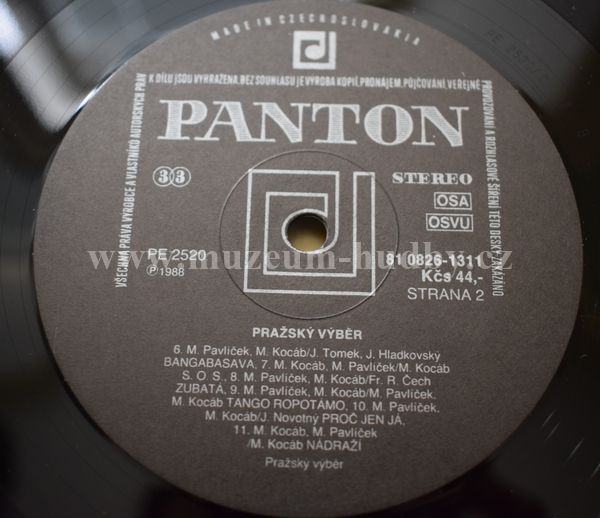 MADE IN CZECHOSLOVAKIA
VŠECHNA PRÁVA VÝROBCE A VLASTNÍKŮ AUTORSKÝCH PRÁV
K DÍLU JSOU VYHRAŽENA. BEZ SOUHLASU JE VÝROBA KOPIÍ, PRONÁJEM, PŮJČOVÁNÍ, VEŘEJNÉ
PROVOZOVÁNÍ A ROZHLASOVÉ ŠÍŘENÍ TÉTO DESKY ZAKÁZÁNO
PANTON
33
STEREO
OSA
OSVU
www.muzeum-hudby.cz
PE 2520
81 0826-1311
Ⓟ1988
Kčs 44,-
STRANA 2
PRAŽSKÝ VÝBĚR
6. M. Pavlíček, M. Kocáb/J. Tomek, J. Hladkovský
BANGABASAVA, 7. M. Kocáb, M. Pavlíček/M. Kocáb
S. O. S., 8. M. Pavlíček, M. Kocáb/Fr. R. Čech
ZUBATÁ, 9. M. Pavlíček, M. Kocáb/M. Pavlíček,
M. Kocáb TANGO ROPOTÁMO, 10. M. Pavlíček,
M. Kocáb/J. Novotný PROČ JEN JÁ,
11. M. Kocáb, M. Pavlíček
/M. Kocáb NÁDRAŽÍ
Pražský výběr